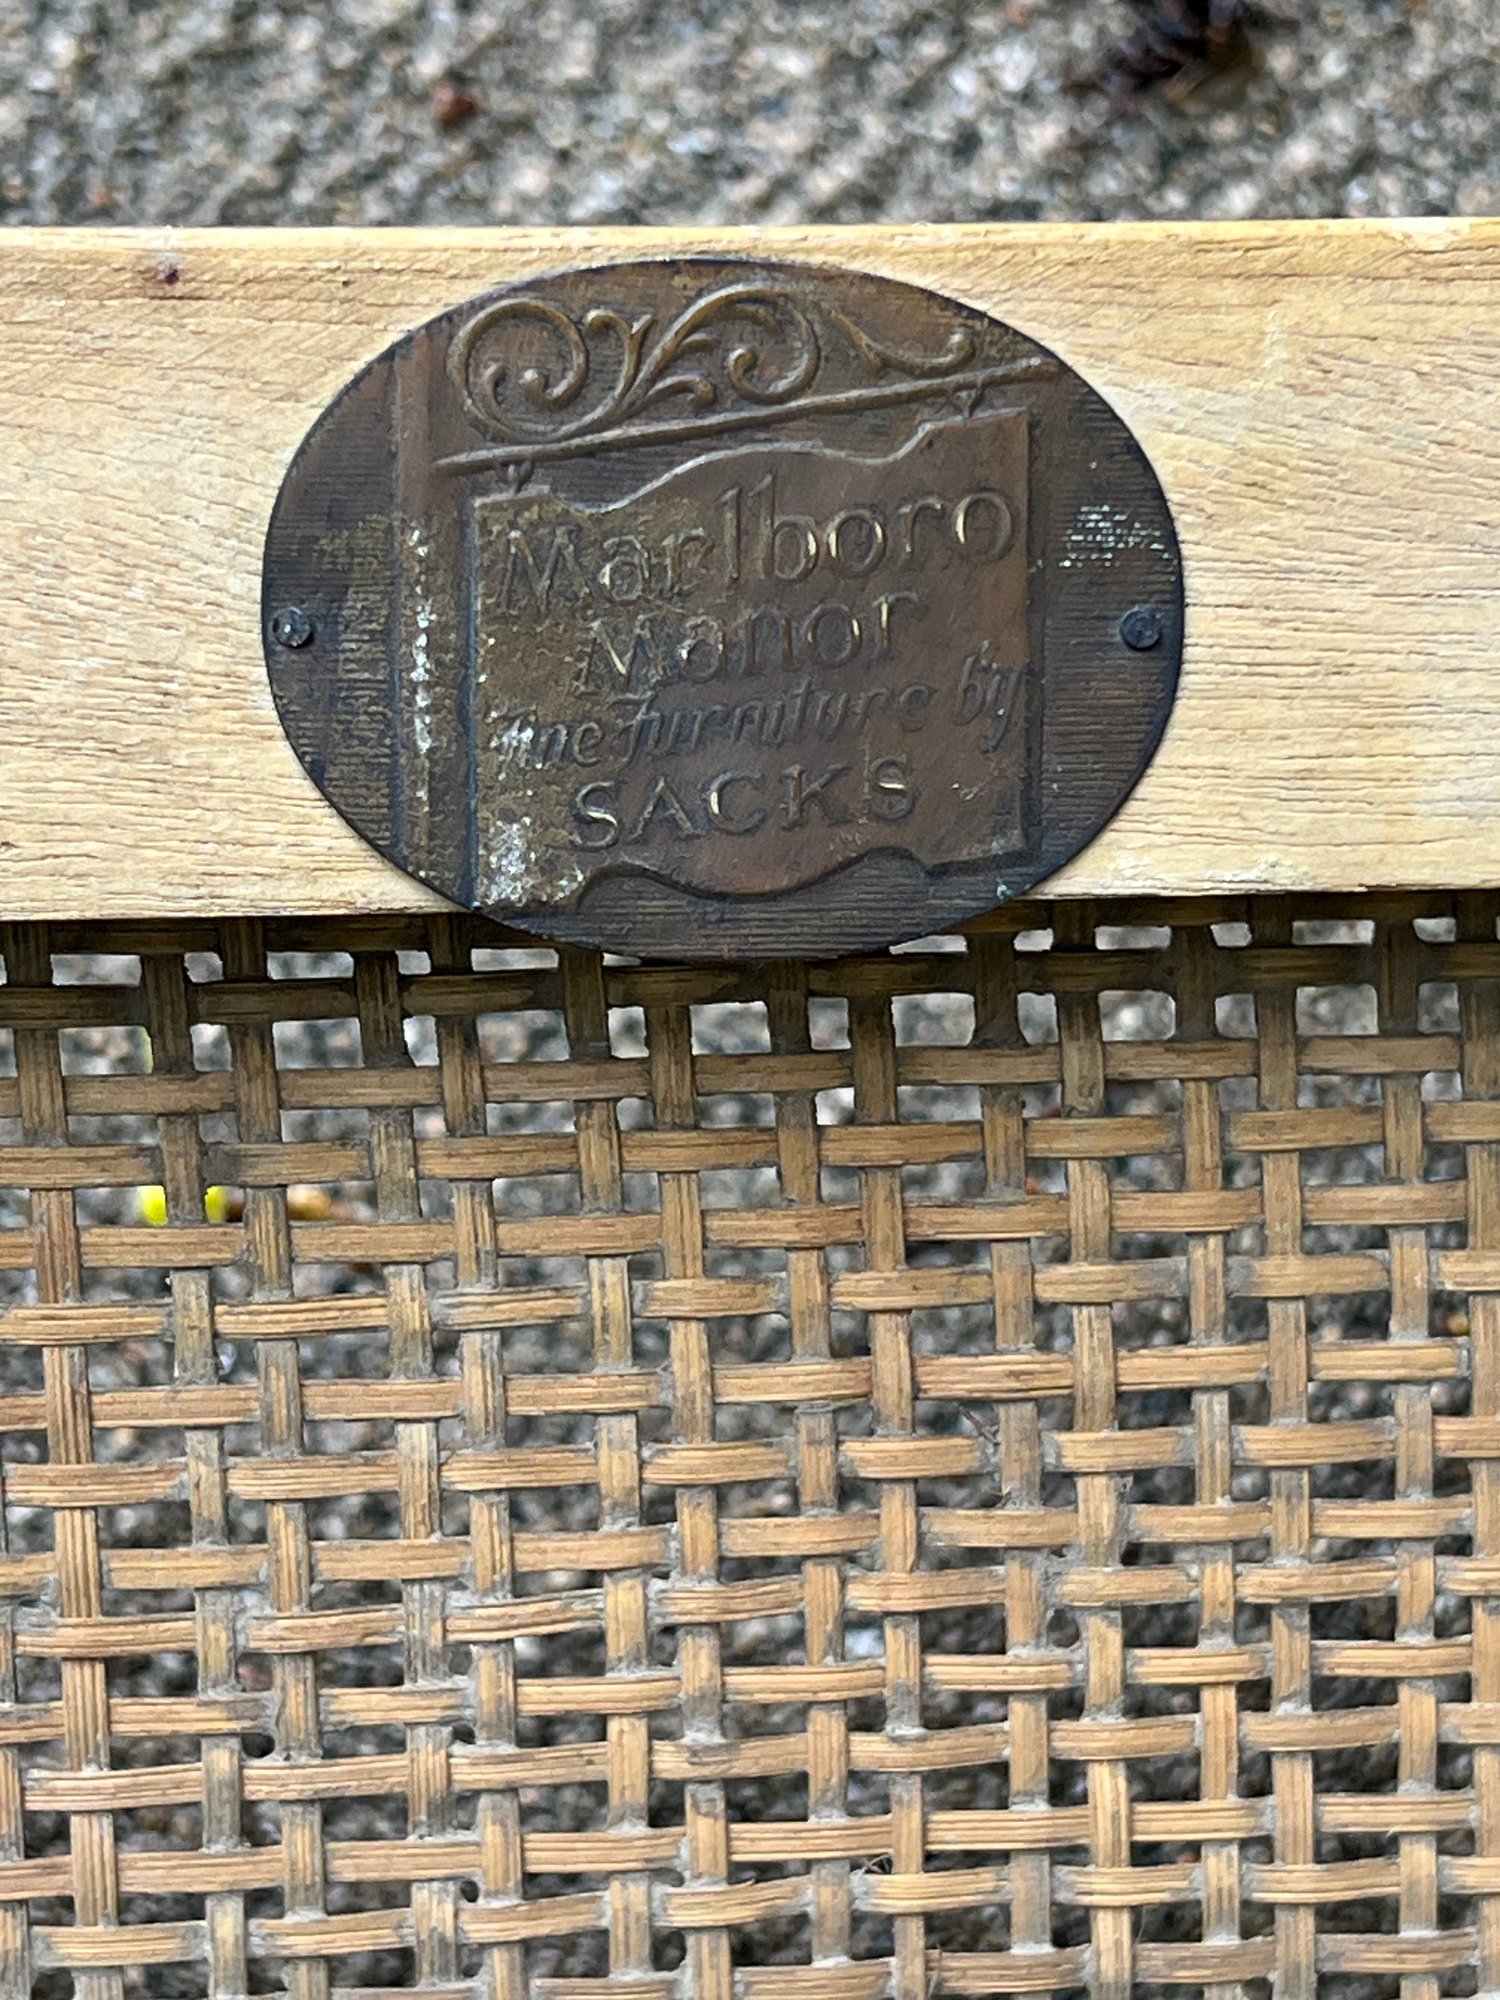 Marlboro
Manor
fine furniture by
SACKS